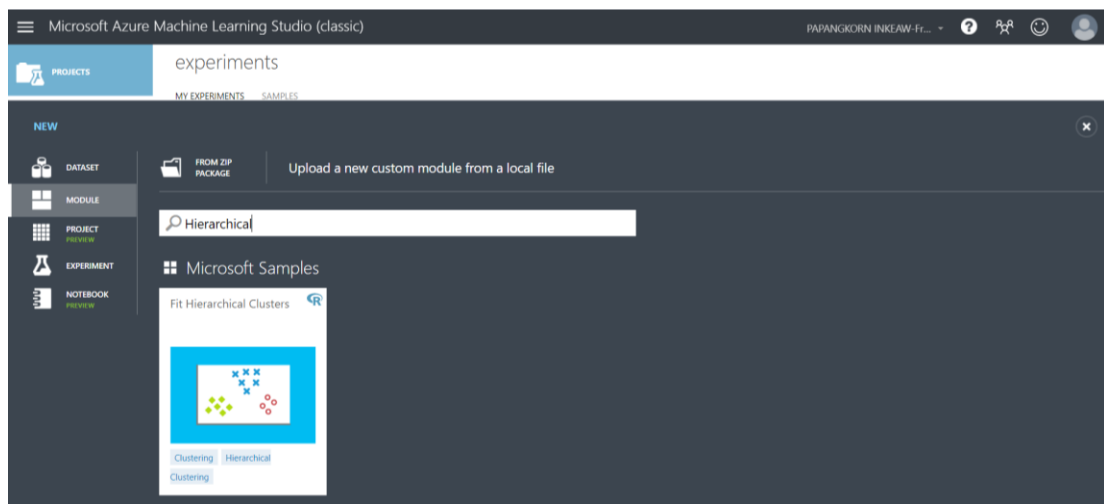 Microsoft Azure Machine Learning Studio (classic)
PAPANGKORN INKEAW-Fr...
?
PROJECTS
experiments
MY EXPERIMENTS SAMPLES
NEW
DATASET
MODULE
PROJECT
PREVIEW
EXPERIMENT
NOTEBOOK
PREVIEW
FROM ZIP
PACKAGE
Upload a new custom module from a local file
Hierarchical
Microsoft Samples
Fit Hierarchical Clusters
R
Clustering Hierarchical
Clustering